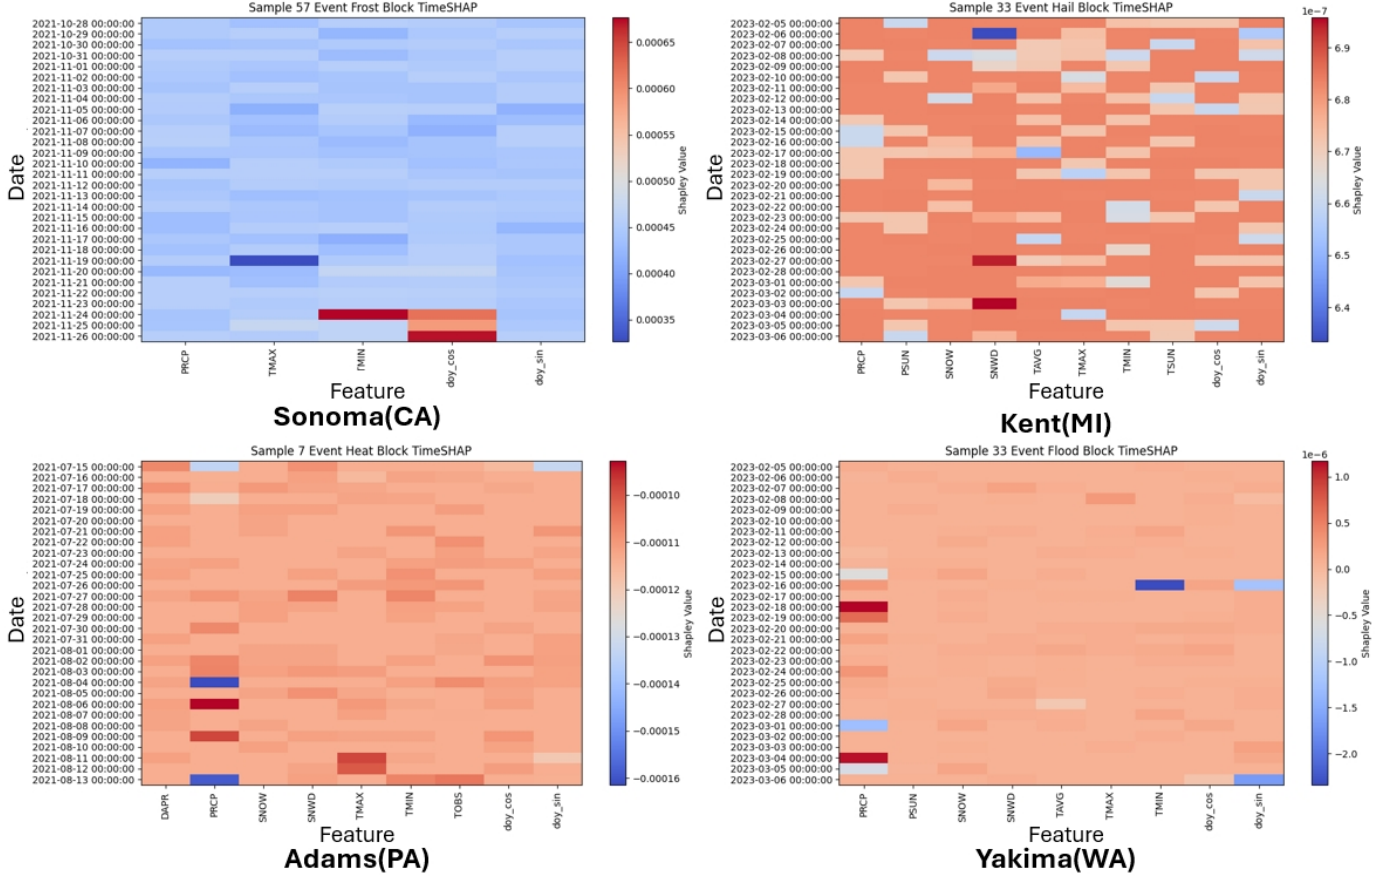 Sample 57 Event Frost Block TimeSHAP
Date
2021-10-28 00:00:00
2021-10-29 00:00:00
2021-10-30 00:00:00
2021-10-31 00:00:00
2021-11-01 00:00:00
2021-11-02 00:00:00
2021-11-03 00:00:00
2021-11-04 00:00:00
2021-11-05 00:00:00
2021-11-06 00:00:00
2021-11-07 00:00:00
2021-11-08 00:00:00
2021-11-09 00:00:00
2021-11-10 00:00:00
2021-11-11 00:00:00
2021-11-12 00:00:00
2021-11-13 00:00:00
2021-11-14 00:00:00
2021-11-15 00:00:00
2021-11-16 00:00:00
2021-11-17 00:00:00
2021-11-18 00:00:00
2021-11-19 00:00:00
2021-11-20 00:00:00
2021-11-21 00:00:00
2021-11-22 00:00:00
2021-11-23 00:00:00
2021-11-24 00:00:00
2021-11-25 00:00:00
2021-11-26 00:00:00
PRCP
TMAX
TMIN
doy_cos
doy_sin
Feature
0.00065
0.00060
0.00055
0.00050
0.00045
0.00040
0.00035
Shapley Value
Sonoma(CA)
Sample 33 Event Hail Block TimeSHAP
Date
2023-02-05 00:00:00
2023-02-06 00:00:00
2023-02-07 00:00:00
2023-02-08 00:00:00
2023-02-09 00:00:00
2023-02-10 00:00:00
2023-02-11 00:00:00
2023-02-12 00:00:00
2023-02-13 00:00:00
2023-02-14 00:00:00
2023-02-15 00:00:00
2023-02-16 00:00:00
2023-02-17 00:00:00
2023-02-18 00:00:00
2023-02-19 00:00:00
2023-02-20 00:00:00
2023-02-21 00:00:00
2023-02-22 00:00:00
2023-02-23 00:00:00
2023-02-24 00:00:00
2023-02-25 00:00:00
2023-02-26 00:00:00
2023-02-27 00:00:00
2023-02-28 00:00:00
2023-03-01 00:00:00
2023-03-02 00:00:00
2023-03-03 00:00:00
2023-03-04 00:00:00
2023-03-05 00:00:00
2023-03-06 00:00:00
PRCP
PSUN
SNOW
SNWD
TAVG
TMAX
TMIN
TSUN
doy_cos
doy_sin
Feature
1e−7
6.9
6.8
6.7
6.6
6.5
6.4
Shapley Value
Kent(MI)
Sample 7 Event Heat Block TimeSHAP
Date
2021-07-15 00:00:00
2021-07-16 00:00:00
2021-07-17 00:00:00
2021-07-18 00:00:00
2021-07-19 00:00:00
2021-07-20 00:00:00
2021-07-21 00:00:00
2021-07-22 00:00:00
2021-07-23 00:00:00
2021-07-24 00:00:00
2021-07-25 00:00:00
2021-07-26 00:00:00
2021-07-27 00:00:00
2021-07-28 00:00:00
2021-07-29 00:00:00
2021-07-30 00:00:00
2021-07-31 00:00:00
2021-08-01 00:00:00
2021-08-02 00:00:00
2021-08-03 00:00:00
2021-08-04 00:00:00
2021-08-05 00:00:00
2021-08-06 00:00:00
2021-08-07 00:00:00
2021-08-08 00:00:00
2021-08-09 00:00:00
2021-08-10 00:00:00
2021-08-11 00:00:00
2021-08-12 00:00:00
2021-08-13 00:00:00
DAPR
PRCP
SNOW
SNWD
TMAX
TMIN
TOBS
doy_cos
doy_sin
Feature
−0.00010
−0.00011
−0.00012
−0.00013
−0.00014
−0.00015
−0.00016
Shapley Value
Adams(PA)
Sample 33 Event Flood Block TimeSHAP
Date
2023-02-05 00:00:00
2023-02-06 00:00:00
2023-02-07 00:00:00
2023-02-08 00:00:00
2023-02-09 00:00:00
2023-02-10 00:00:00
2023-02-11 00:00:00
2023-02-12 00:00:00
2023-02-13 00:00:00
2023-02-14 00:00:00
2023-02-15 00:00:00
2023-02-16 00:00:00
2023-02-17 00:00:00
2023-02-18 00:00:00
2023-02-19 00:00:00
2023-02-20 00:00:00
2023-02-21 00:00:00
2023-02-22 00:00:00
2023-02-23 00:00:00
2023-02-24 00:00:00
2023-02-25 00:00:00
2023-02-26 00:00:00
2023-02-27 00:00:00
2023-02-28 00:00:00
2023-03-01 00:00:00
2023-03-02 00:00:00
2023-03-03 00:00:00
2023-03-04 00:00:00
2023-03-05 00:00:00
2023-03-06 00:00:00
PRCP
PSUN
SNOW
SNWD
TAVG
TMAX
TMIN
doy_cos
doy_sin
Feature
1e−6
1.0
0.5
0.0
−0.5
−1.0
−1.5
−2.0
Shapley Value
Yakima(WA)